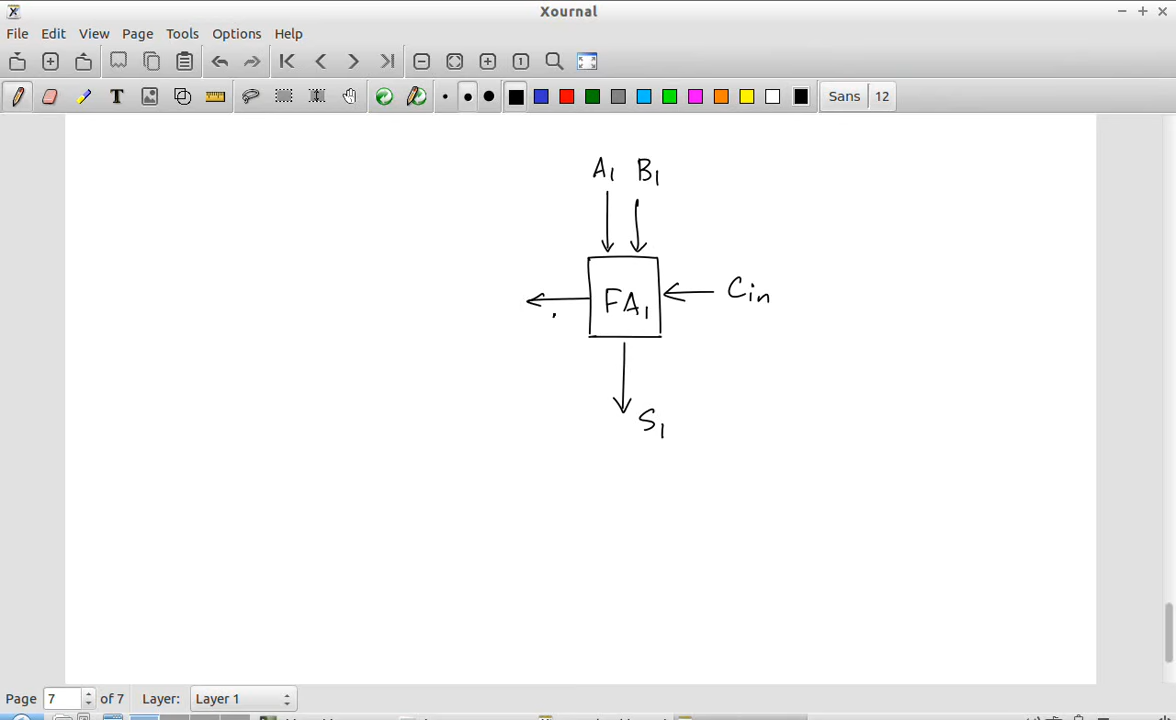 Xournal
File Edit View Page Tools Options Help
Sans 12
A1 B1
FA1
Cin
S1
Page 7 of 7 Layer: Layer 1